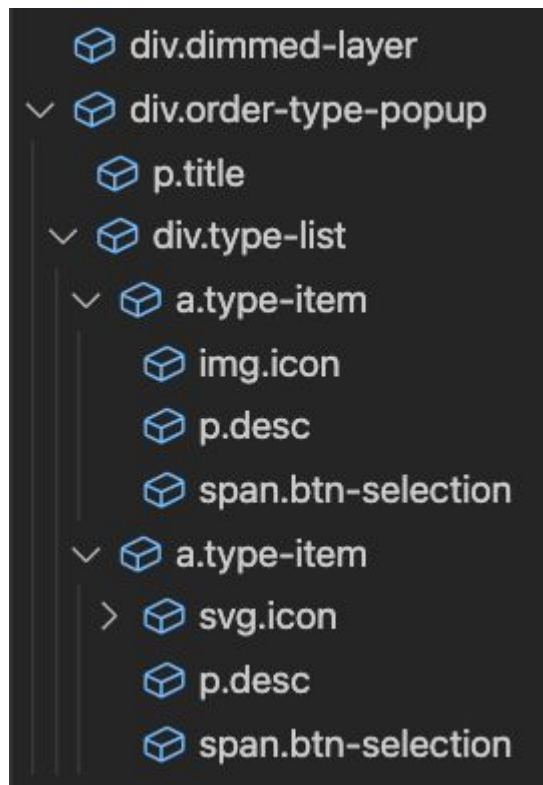 div.dimmed-layer
div.order-type-popup
p.title
div.type-list
a.type-item
img.icon
p.desc
span.btn-selection
a.type-item
svg.icon
p.desc
span.btn-selection